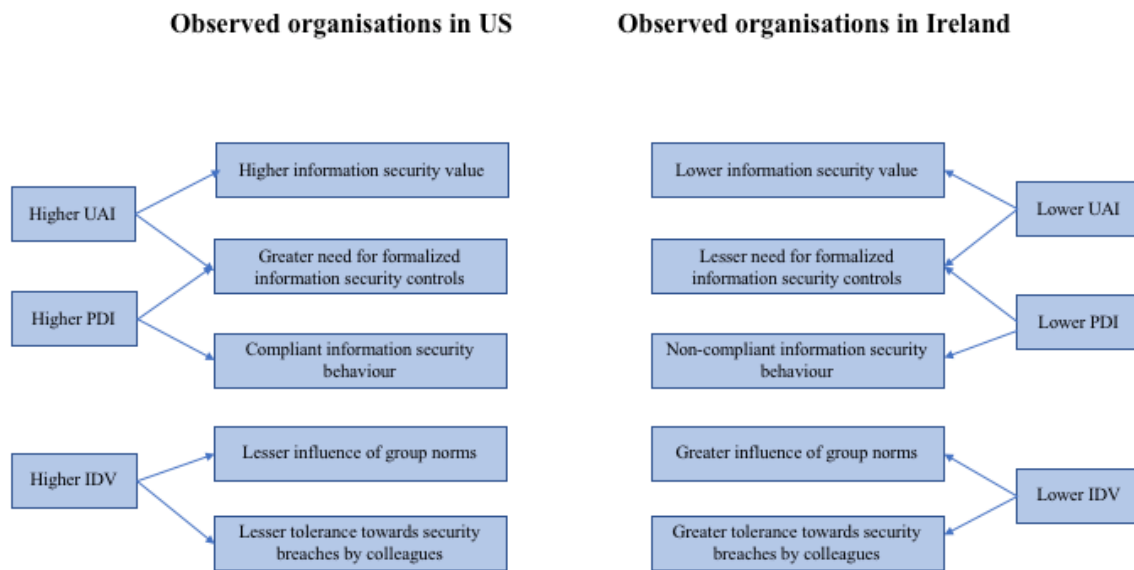 Observed organisations in US
Observed organisations in Ireland
Higher UAI
Higher PDI
Higher IDV
Higher information security value
Greater need for formalized
information security controls
Compliant information security
behaviour
Lesser influence of group norms
Lesser tolerance towards security
breaches by colleagues
Lower information security value
Lesser need for formalized
information security controls
Non-compliant information security
behaviour
Greater influence of group norms
Greater tolerance towards security
breaches by colleagues
Lower UAI
Lower PDI
Lower IDV